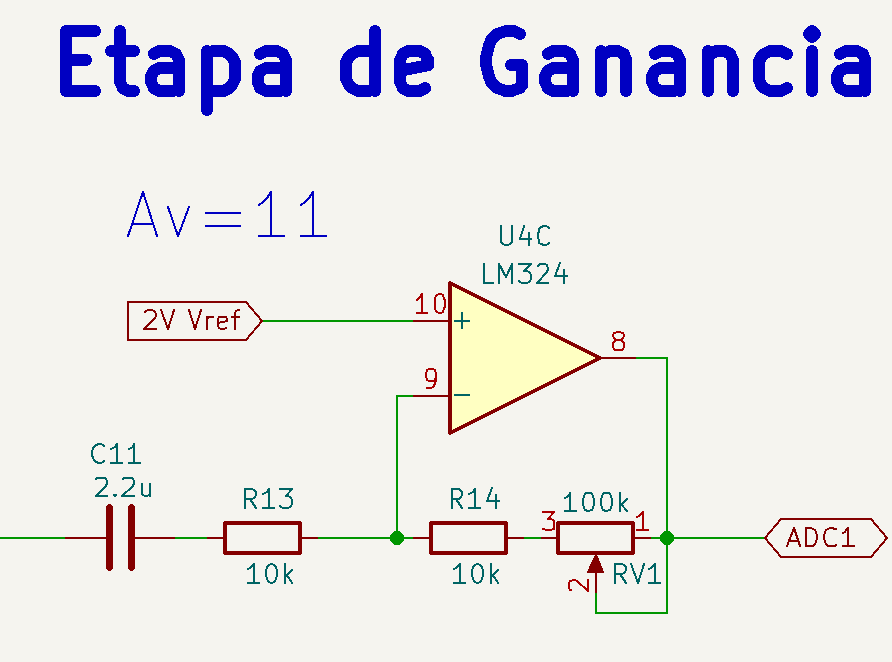 Etapa de Ganancia
Av=11
U4C
LM324
2V Vref
10
+
8
9
−
C11
2.2u
R13
10k
R14
10k
100k
3
1
2
RV1
ADC1